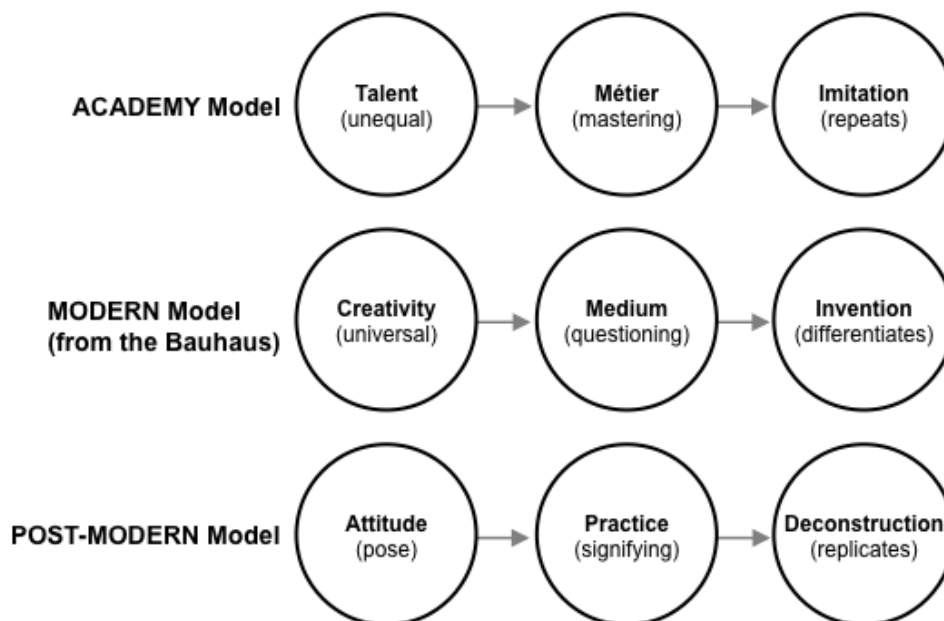 ACADEMY Model
Talent
(unequal)
Métier
(mastering)
Imitation
(repeats)
MODERN Model
(from the Bauhaus)
Creativity
(universal)
Medium
(questioning)
Invention
(differentiates)
POST-MODERN Model
Attitude
(pose)
Practice
(signifying)
Deconstruction
(replicates)